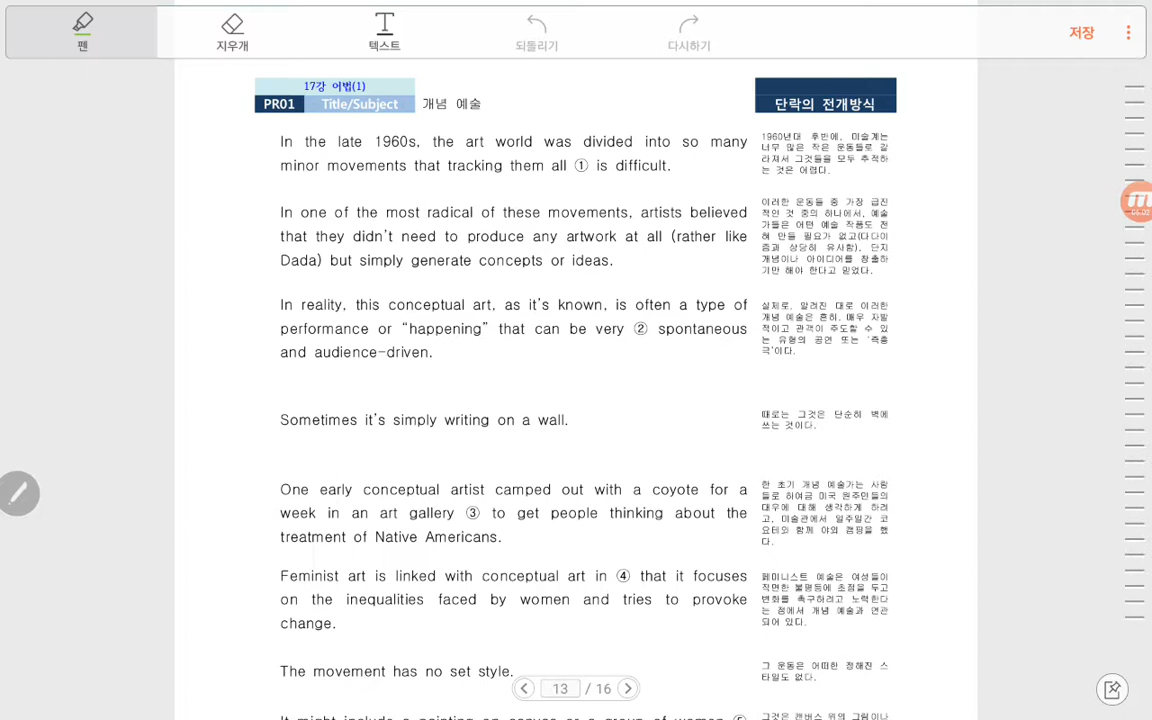 펜
지우개
텍스트
되돌리기
다시하기
저장
17강 어법(1)
PR01 Title/Subject 개념 예술
단락의 전개방식
In the late 1960s, the art world was divided into so many
minor movements that tracking them all ① is difficult.
1960년대 후반에, 미술계는
너무 많은 작은 운동들로 갈
라져서 그것들을 모두 추적하
는 것은 어렵다.
In one of the most radical of these movements, artists believed
that they didn't need to produce any artwork at all (rather like
Dada) but simply generate concepts or ideas.
이러한 운동들 중 가장 급진
적인 것 중의 하나에서, 예술
가들은 어떤 예술 작품도 전
혀 만들 필요가 없고(다다이
즘과 상당히 유사함), 단지
개념이나 아이디어를 창출하
기만 해야 한다고 믿었다.
In reality, this conceptual art, as it's known, is often a type of
performance or “happening” that can be very ② spontaneous
and audience-driven.
실제로, 알려진 대로 이러한
개념 예술은 흔히, 매우 자발
적이고 관객이 주도할 수 있
는 유형의 공연 또는 '즉흥
극'이다.
Sometimes it's simply writing on a wall.
때로는 그것은 단순히 벽에
쓰는 것이다.
One early conceptual artist camped out with a coyote for a
week in an art gallery ③ to get people thinking about the
treatment of Native Americans.
한 초기 개념 예술가는 사람
들로 하여금 미국 원주민들의
대우에 대해 생각하게 하려
고, 미술관에서 일주일간 코
요테와 함께 야외 캠핑을 했
다.
Feminist art is linked with conceptual art in ④ that it focuses
on the inequalities faced by women and tries to provoke
change.
페미니스트 예술은 여성들이
직면한 불평등에 초점을 두고
변화를 촉구하려고 노력한다
는 점에서 개념 예술과 연관
되어 있다.
The movement has no set style.
그 운동은 어떠한 정해진 스
타일도 없다.
13 / 16
It might include a painting on canvas or a group of women ⑤
그것은 캔버스 위의 그림이나
05:02